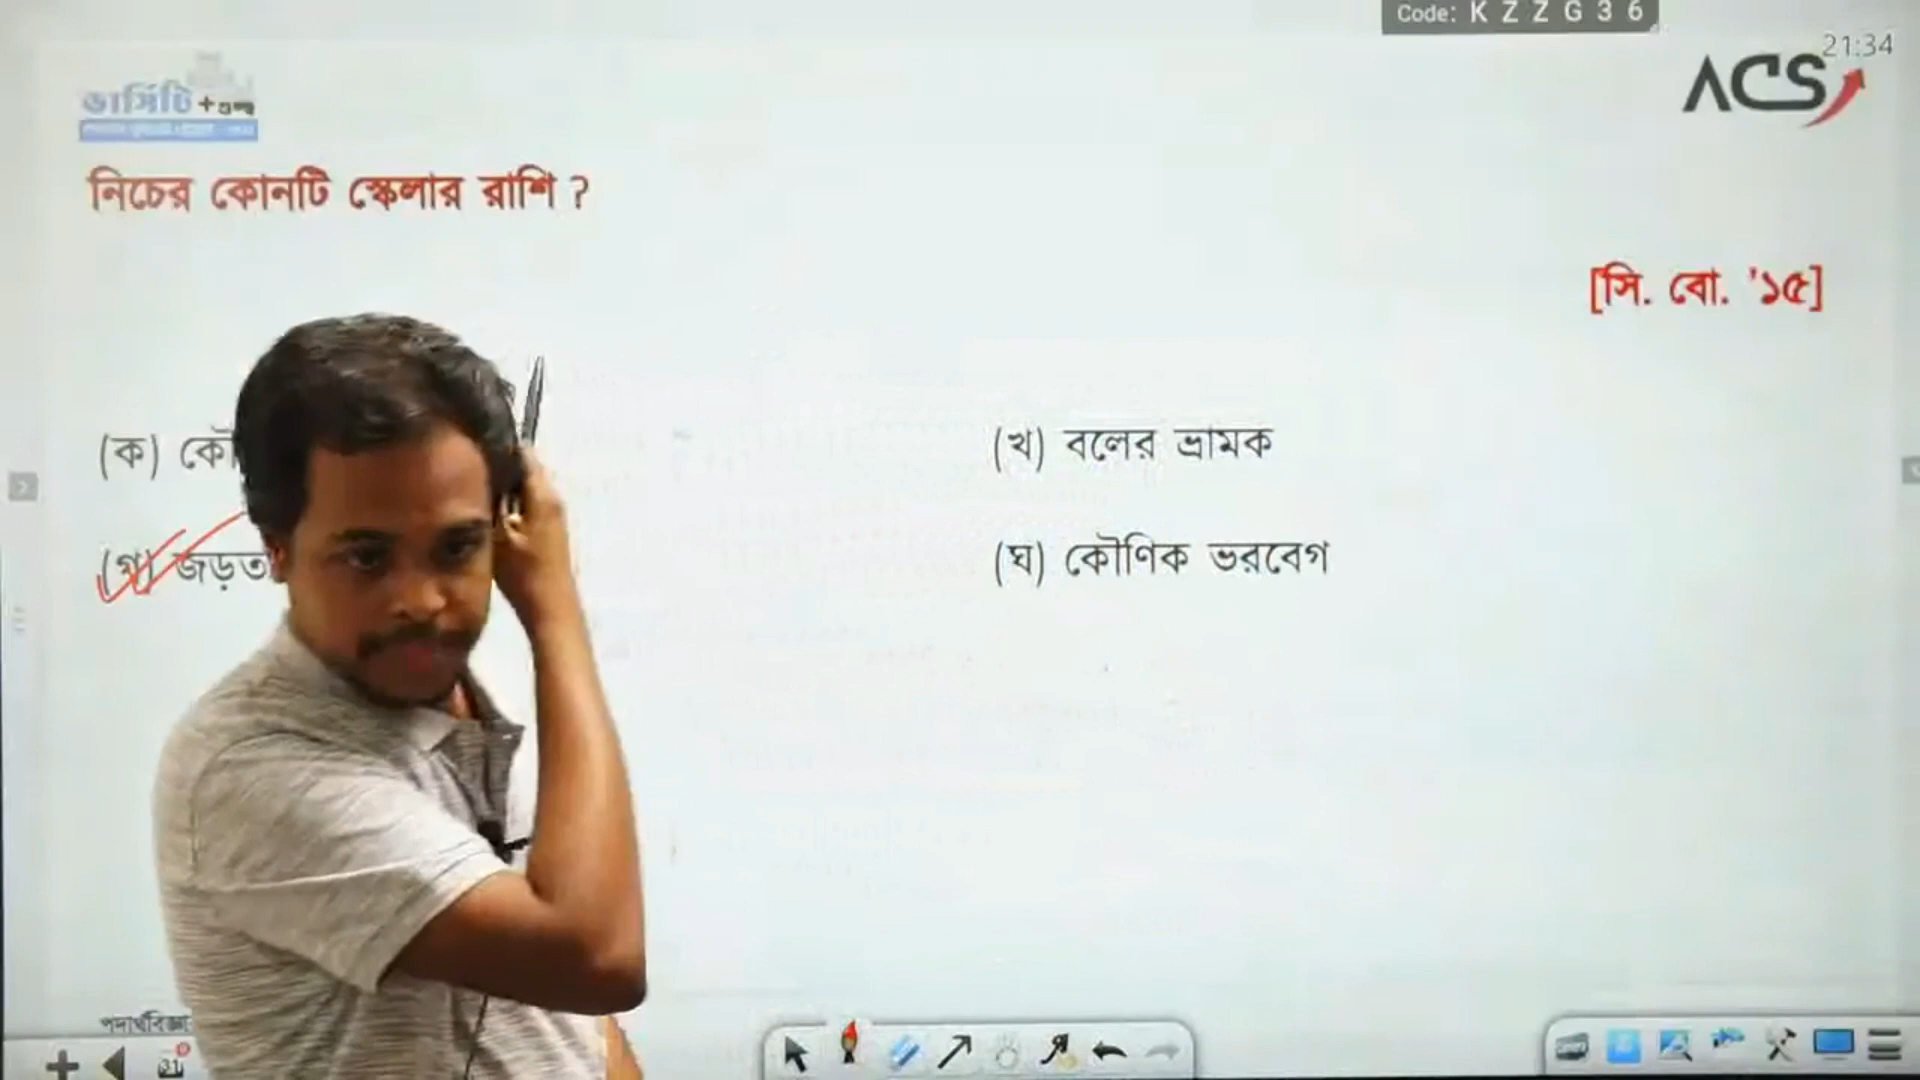 Code: K Z Z G 3 6
21:34
ACS
ভার্সিটি +
নিচের কোনটি স্কেলার রাশি ?
[সি. বো. '১৫]
(ক) কৌ
(খ) বলের ভ্রামক
(গ) জড়তা
(ঘ) কৌণিক ভরবেগ